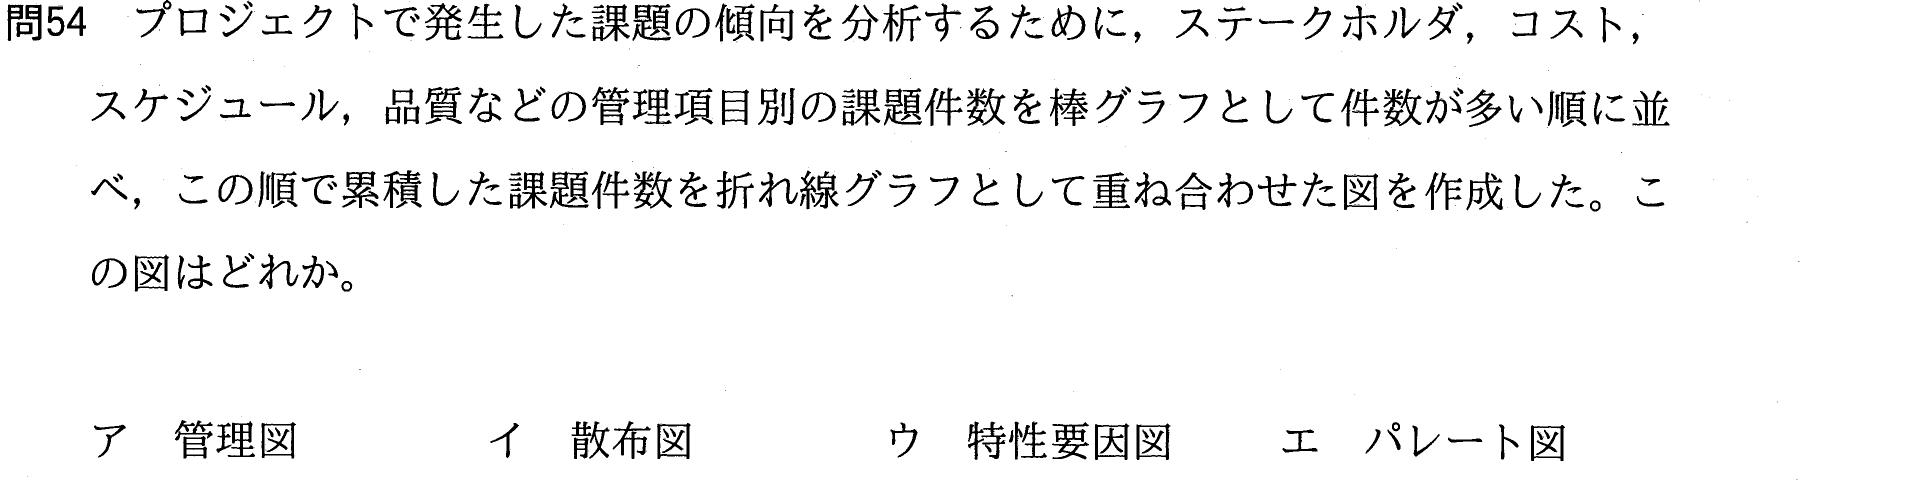 問54　プロジェクトで発生した課題の傾向を分析するために，ステークホルダ，コスト，
スケジュール，品質などの管理項目別の課題件数を棒グラフとして件数が多い順に並
べ，この順で累積した課題件数を折れ線グラフとして重ね合わせた図を作成した。こ
の図はどれか。
ア　管理図　イ　散布図　ウ　特性要因図　エ　パレート図